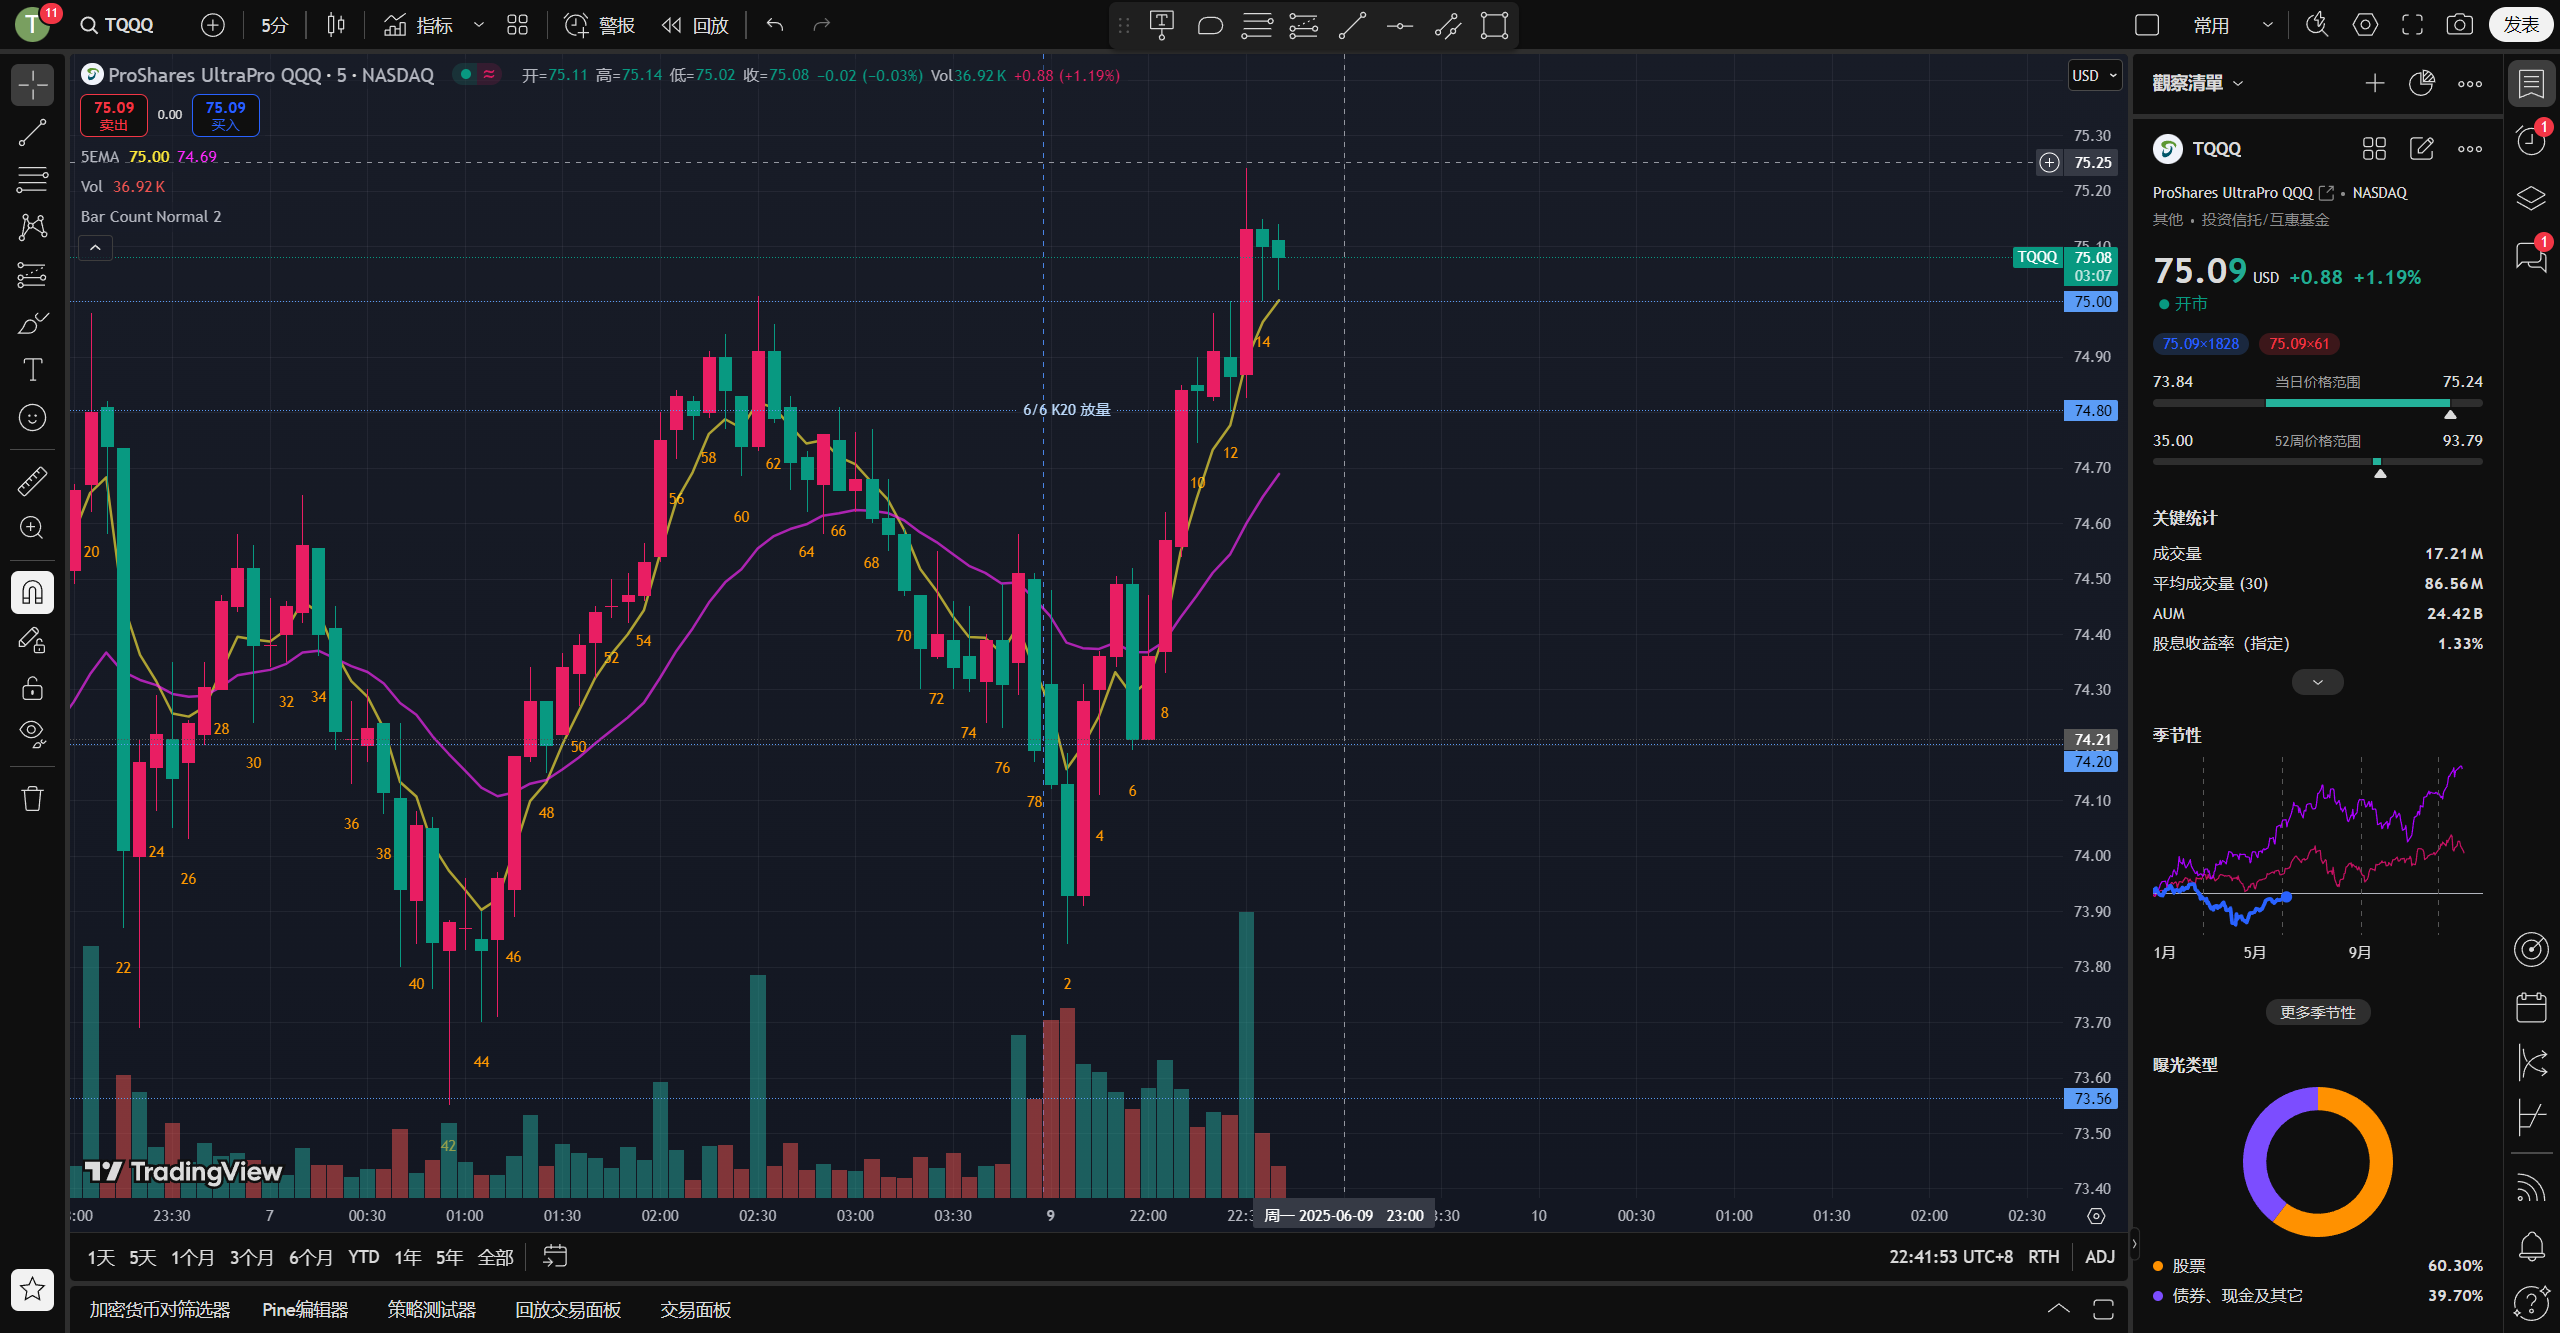 T 11 TQQQ 5分 指标 警报 回放 常用 发表
ProShares UltraPro QQQ · 5 · NASDAQ 开=75.11 高=75.14 低=75.02 收=75.08 −0.02 (−0.03%) Vol36.92 K +0.88 (+1.19%)
USD
75.09 卖出 0.00 75.09 买入
5EMA 75.00 74.69
Vol 36.92 K
Bar Count Normal 2
75.30
75.25
75.20
75.10
TQQQ 75.08
03:07
75.00
74.90
74.80
74.70
74.60
74.50
74.40
74.30
74.21
74.20
74.10
74.00
73.90
73.80
73.70
73.60
73.56
73.50
73.40
6/6 K20 放量
20 22 24 26 28 30 32 34 36 38 40 42 44 46 48 50 52 54 56 58 60 62 64 66 68 70 72 74 76 78 2 4 6 8 10 12 14
TradingView
:00 23:30 7 00:30 01:00 01:30 02:00 02:30 03:00 03:30 9 22:00 22:3 周一 2025-06-09 23:00 :30 10 00:30 01:00 01:30 02:00 02:30
1天 5天 1个月 3个月 6个月 YTD 1年 5年 全部 22:41:53 UTC+8 RTH ADJ
加密货币对筛选器 Pine编辑器 策略测试器 回放交易面板 交易面板
觀察清單
TQQQ
ProShares UltraPro QQQ • NASDAQ
其他 • 投资信托/互惠基金
75.09 USD +0.88 +1.19%
开市
75.09×1828 75.09×61
73.84 当日价格范围 75.24
35.00 52周价格范围 93.79
关键统计
成交量 17.21 M
平均成交量 (30) 86.56 M
AUM 24.42 B
股息收益率（指定） 1.33%
季节性
1月 5月 9月
更多季节性
曝光类型
股票 60.30%
债券、现金及其它 39.70%
1
1